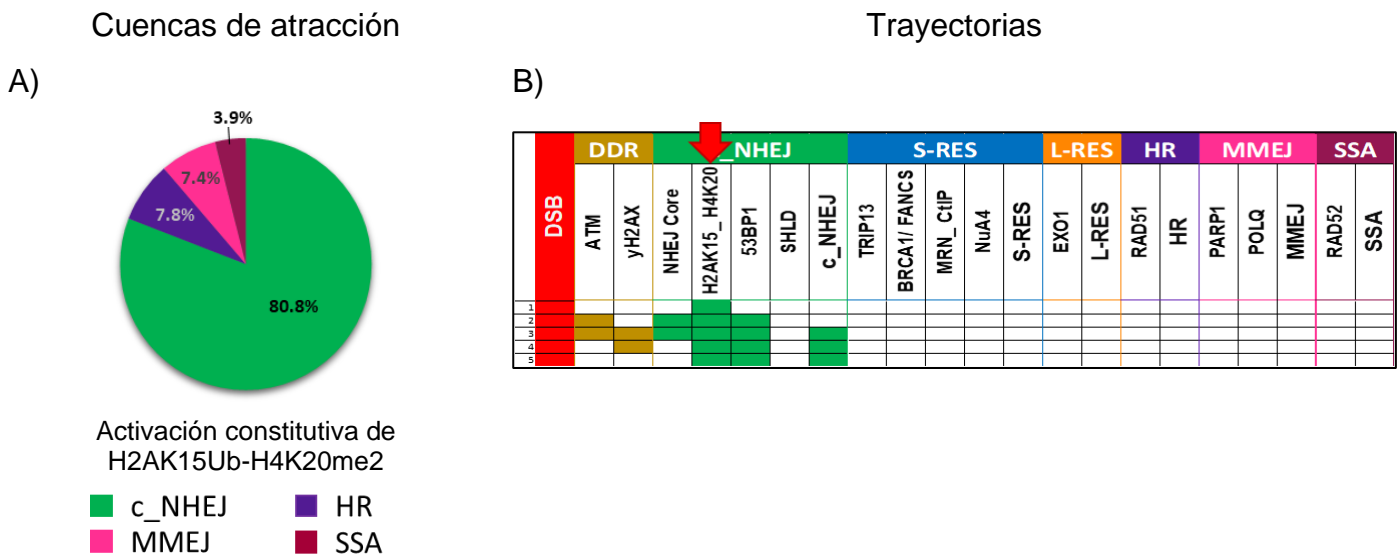 Cuencas de atracción
Trayectorias
A)
B)
3.9%
7.4%
7.8%
80.8%
Activación constitutiva de
H2AK15Ub-H4K20me2
c_NHEJ
HR
MMEJ
SSA
DDR
_NHEJ
S-RES
L-RES
HR
MMEJ
SSA
DSB
ATM
yH2AX
NHEJ Core
H2AK15_H4K20
53BP1
SHLD
c_NHEJ
TRIP13
BRCA1/ FANCS
MRN_CtIP
NuA4
S-RES
EXO1
L-RES
RAD51
HR
PARP1
POLQ
MMEJ
RAD52
SSA
1
2
3
4
5